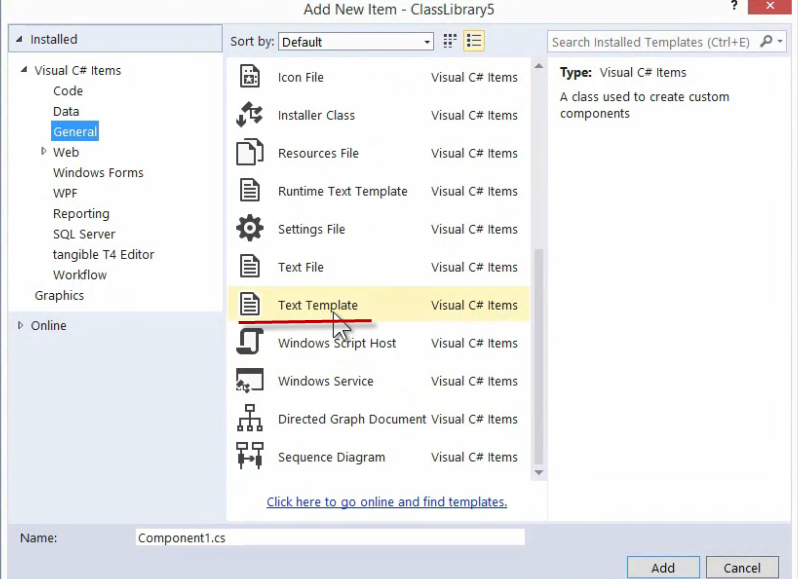 Add New Item - ClassLibrary5
?
Installed
Sort by: Default
Search Installed Templates (Ctrl+E)
Visual C# Items
Code
Data
General
Web
Windows Forms
WPF
Reporting
SQL Server
tangible T4 Editor
Workflow
Graphics
Online
Icon File Visual C# Items
Installer Class Visual C# Items
Resources File Visual C# Items
Runtime Text Template Visual C# Items
Settings File Visual C# Items
Text File Visual C# Items
Text Template Visual C# Items
Windows Script Host Visual C# Items
Windows Service Visual C# Items
Directed Graph Document Visual C# Items
Sequence Diagram Visual C# Items
Click here to go online and find templates.
Type: Visual C# Items
A class used to create custom
components
Name: Component1.cs
Add Cancel